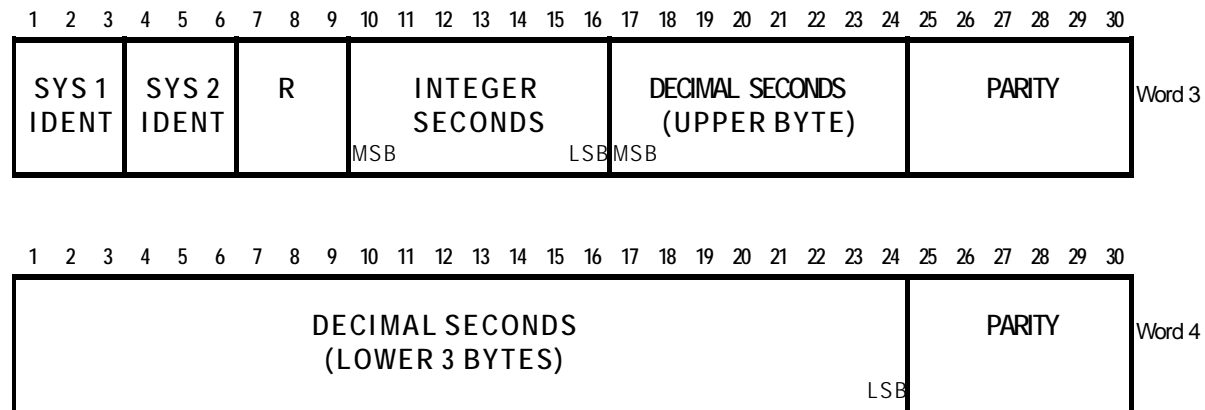 1 2 3 4 5 6 7 8 9 10 11 12 13 14 15 16 17 18 19 20 21 22 23 24 25 26 27 28 29 30
SYS 1 SYS 2 R INTEGER DECIMAL SECONDS PARITY Word 3
IDENT IDENT SECONDS (UPPER BYTE)
MSB LSB MSB
1 2 3 4 5 6 7 8 9 10 11 12 13 14 15 16 17 18 19 20 21 22 23 24 25 26 27 28 29 30
DECIMAL SECONDS PARITY Word 4
(LOWER 3 BYTES)
LSB